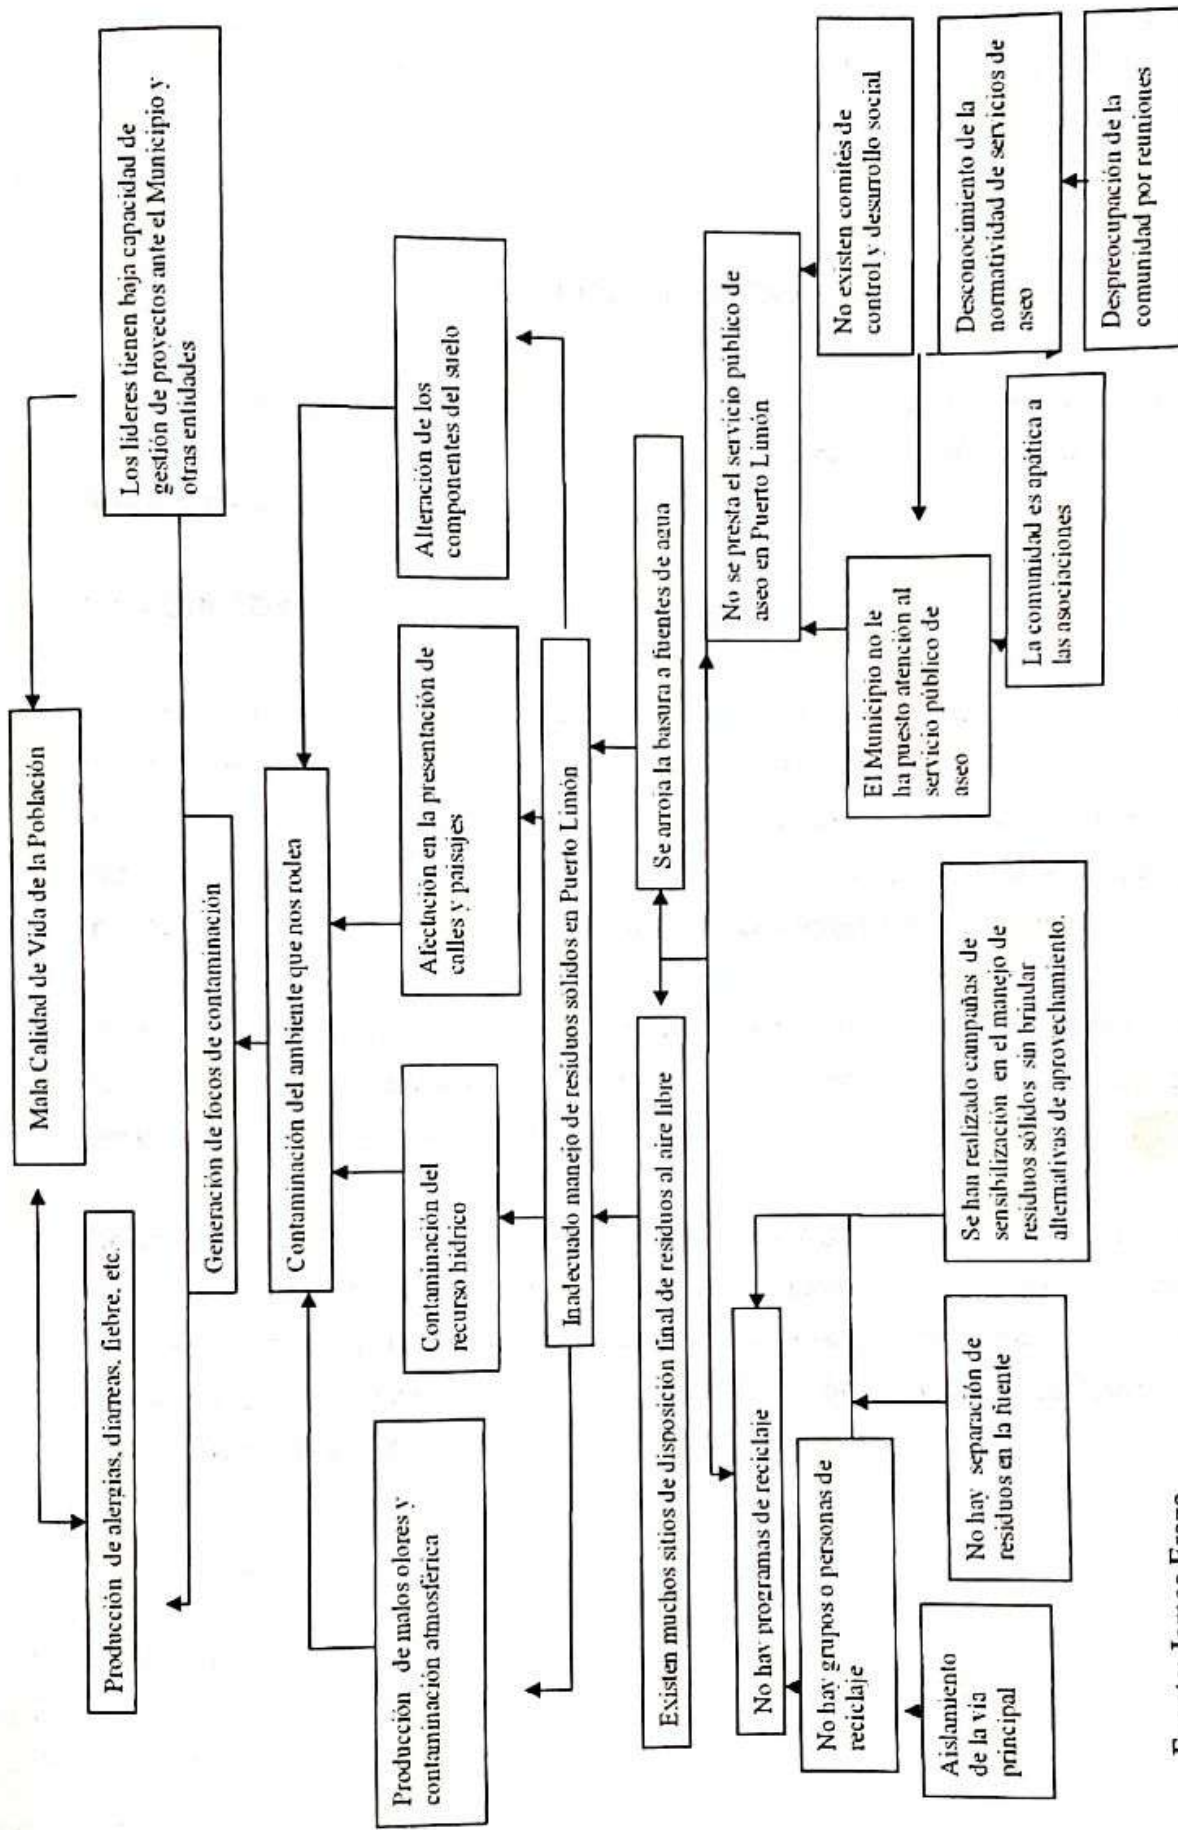 Mala Calidad de Vida de la Población
Producción de alergias, diarreas, fiebre, etc.
Los líderes tienen baja capacidad de
gestión de proyectos ante el Municipio y
otras entidades
Generación de focos de contaminación
Contaminación del ambiente que nos rodea
Producción de malos olores y
contaminación atmosférica
Contaminación del
recurso hídrico
Afectación en la presentación de
calles y paisajes
Alteración de los
componentes del suelo
Inadecuado manejo de residuos sólidos en Puerto Limón
Existen muchos sitios de disposición final de residuos al aire libre
Se arroja la basura a fuentes de agua
No hay programas de reciclaje
No se presta el servicio público de
aseo en Puerto Limón
No hay grupos o personas de
reciclaje
Aislamiento
de la via
principal
No hay separación de
residuos en la fuente
Se han realizado campañas de
sensibilización en el manejo de
residuos sólidos sin brindar
alternativas de aprovechamiento.
El Municipio no le
ha puesto atención al
servicio público de
aseo
La comunidad es apática a
las asociaciones
No existen comités de
control y desarrollo social
Desconocimiento de la
normatividad de servicios de
aseo
Despreocupación de la
comunidad por reuniones